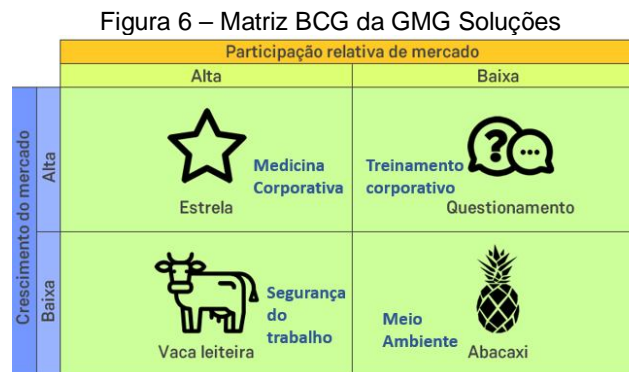 Figura 6 – Matriz BCG da GMG Soluções
Participação relativa de mercado
Alta
Baixa
Crescimento do mercado
Alta
Medicina
Corporativa
Estrela
Treinamento
corporativo
?
Questionamento
Baixa
Segurança
do
trabalho
Vaca leiteira
Meio
Ambiente
Abacaxi